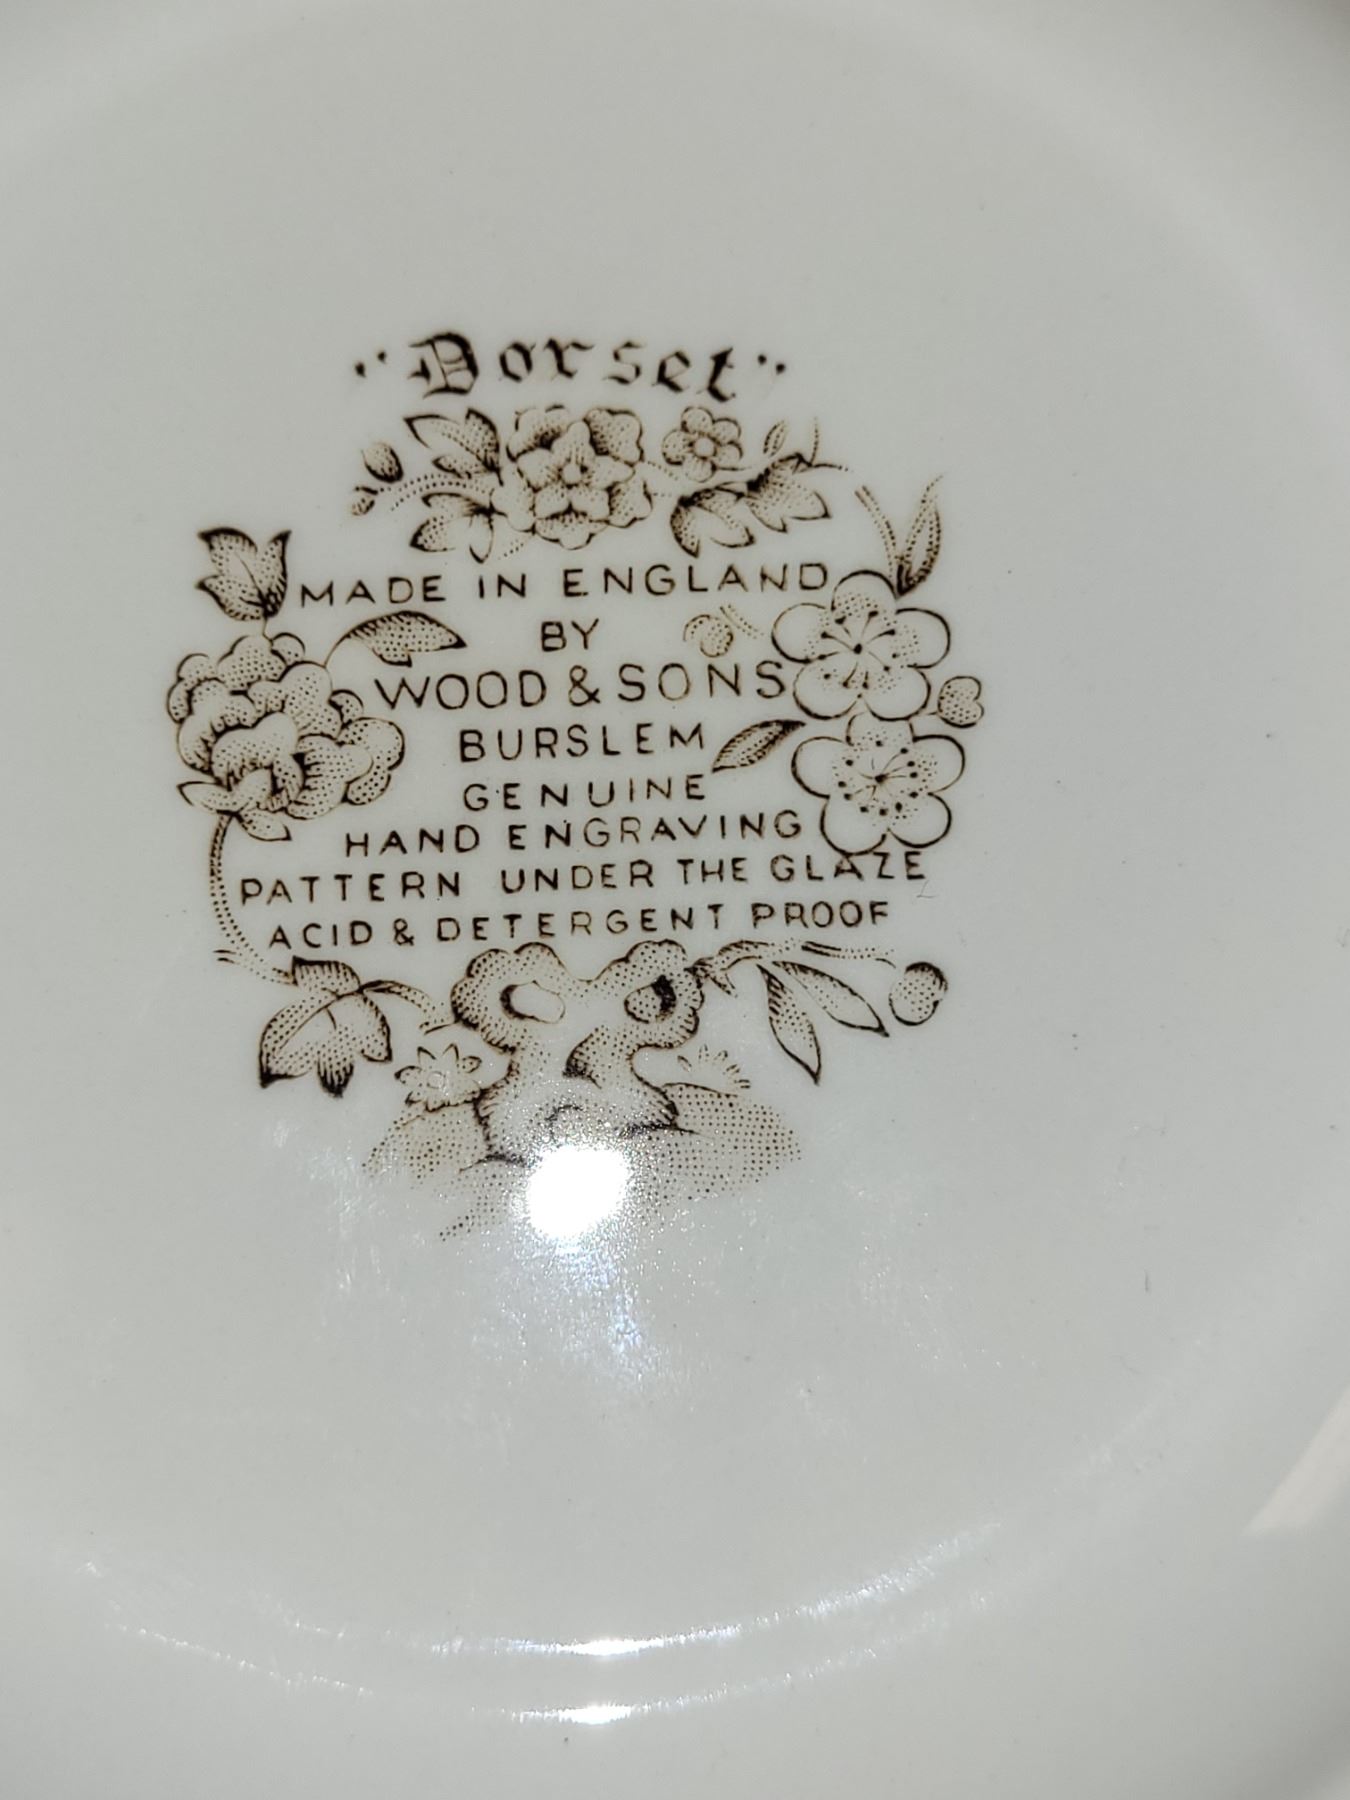 "Dorset"
MADE IN ENGLAND
BY
WOOD & SONS
BURSLEM
GENUINE
HAND ENGRAVING
PATTERN UNDER THE GLAZE
ACID & DETERGENT PROOF